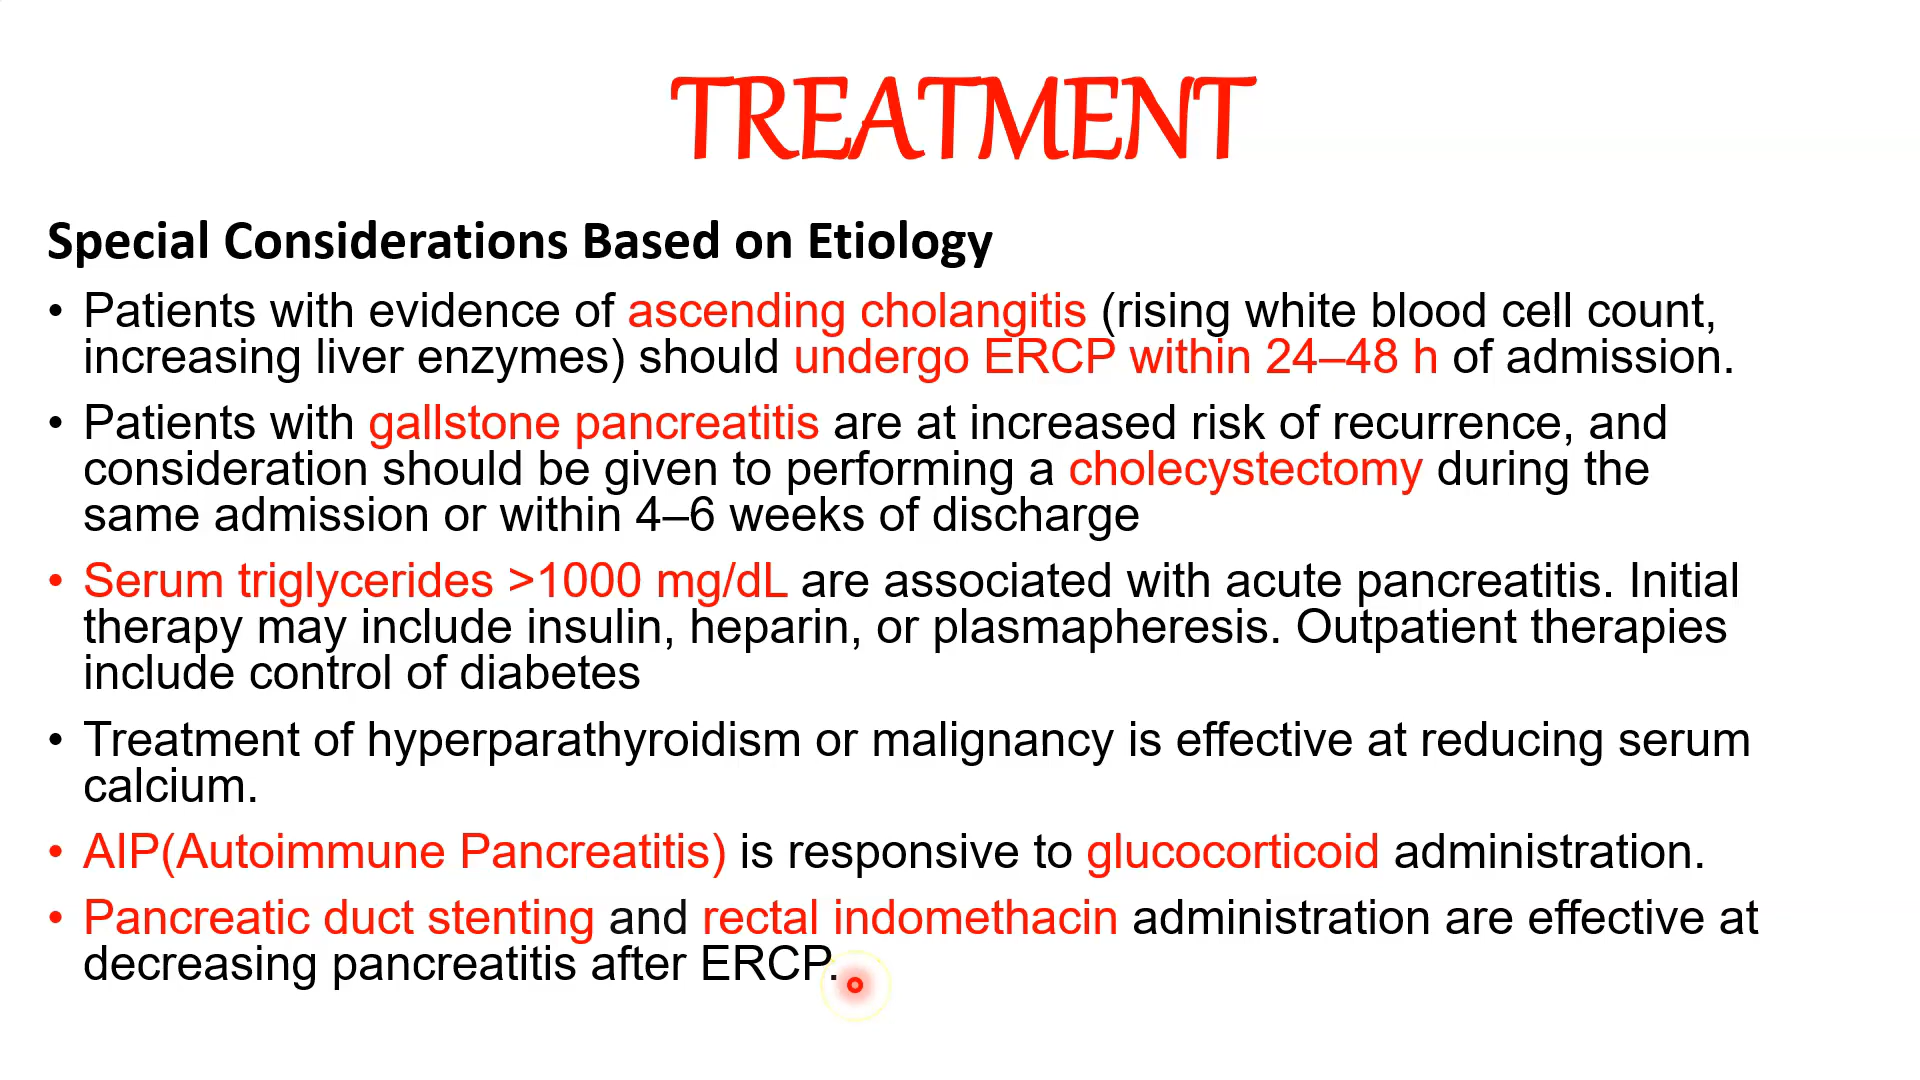 TREATMENT
Special Considerations Based on Etiology
• Patients with evidence of ascending cholangitis (rising white blood cell count,
increasing liver enzymes) should undergo ERCP within 24–48 h of admission.
• Patients with gallstone pancreatitis are at increased risk of recurrence, and
consideration should be given to performing a cholecystectomy during the
same admission or within 4–6 weeks of discharge
• Serum triglycerides >1000 mg/dL are associated with acute pancreatitis. Initial
therapy may include insulin, heparin, or plasmapheresis. Outpatient therapies
include control of diabetes
• Treatment of hyperparathyroidism or malignancy is effective at reducing serum
calcium.
• AIP(Autoimmune Pancreatitis) is responsive to glucocorticoid administration.
• Pancreatic duct stenting and rectal indomethacin administration are effective at
decreasing pancreatitis after ERCP.